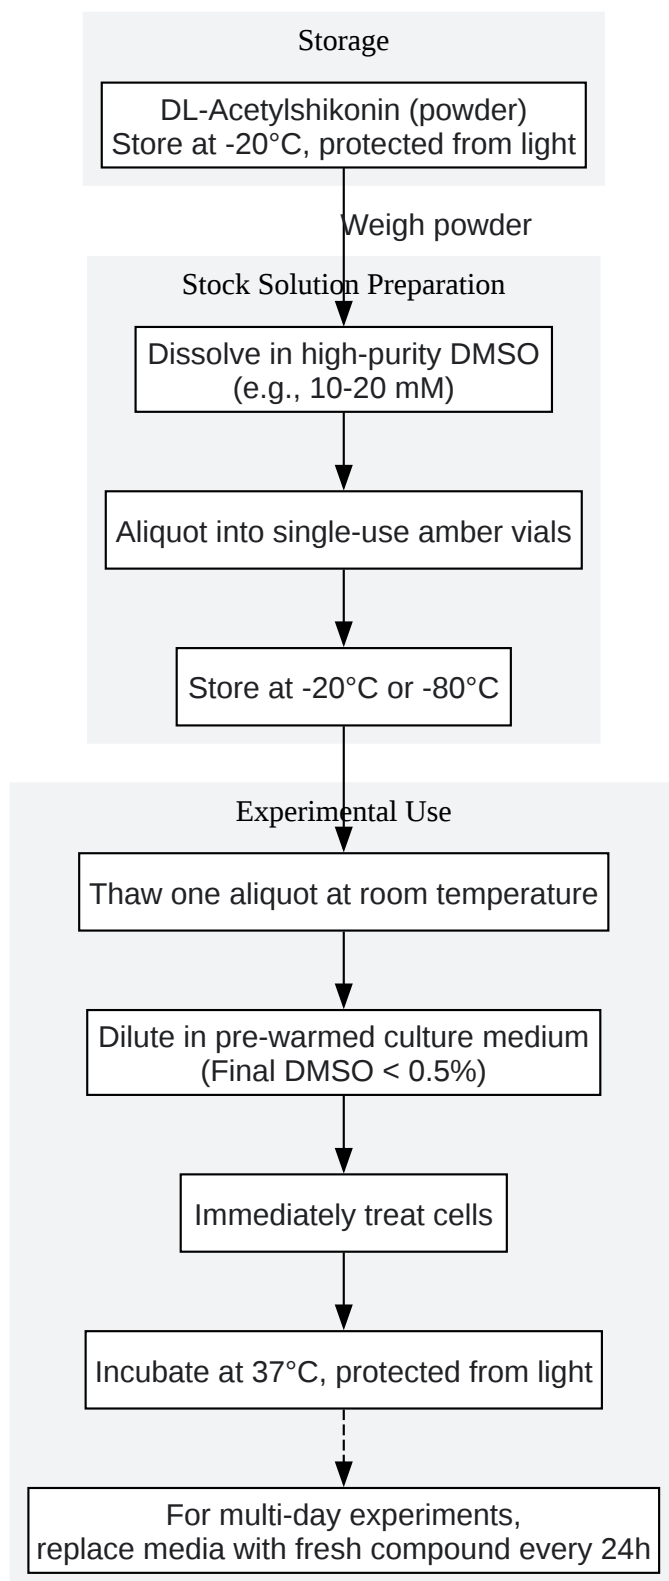 Storage
DL-Acetylshikonin (powder)
Store at -20°C, protected from light
Weigh powder
Stock Solution Preparation
Dissolve in high-purity DMSO
(e.g., 10-20 mM)
Aliquot into single-use amber vials
Store at -20°C or -80°C
Experimental Use
Thaw one aliquot at room temperature
Dilute in pre-warmed culture medium
(Final DMSO < 0.5%)
Immediately treat cells
Incubate at 37°C, protected from light
For multi-day experiments,
replace media with fresh compound every 24h